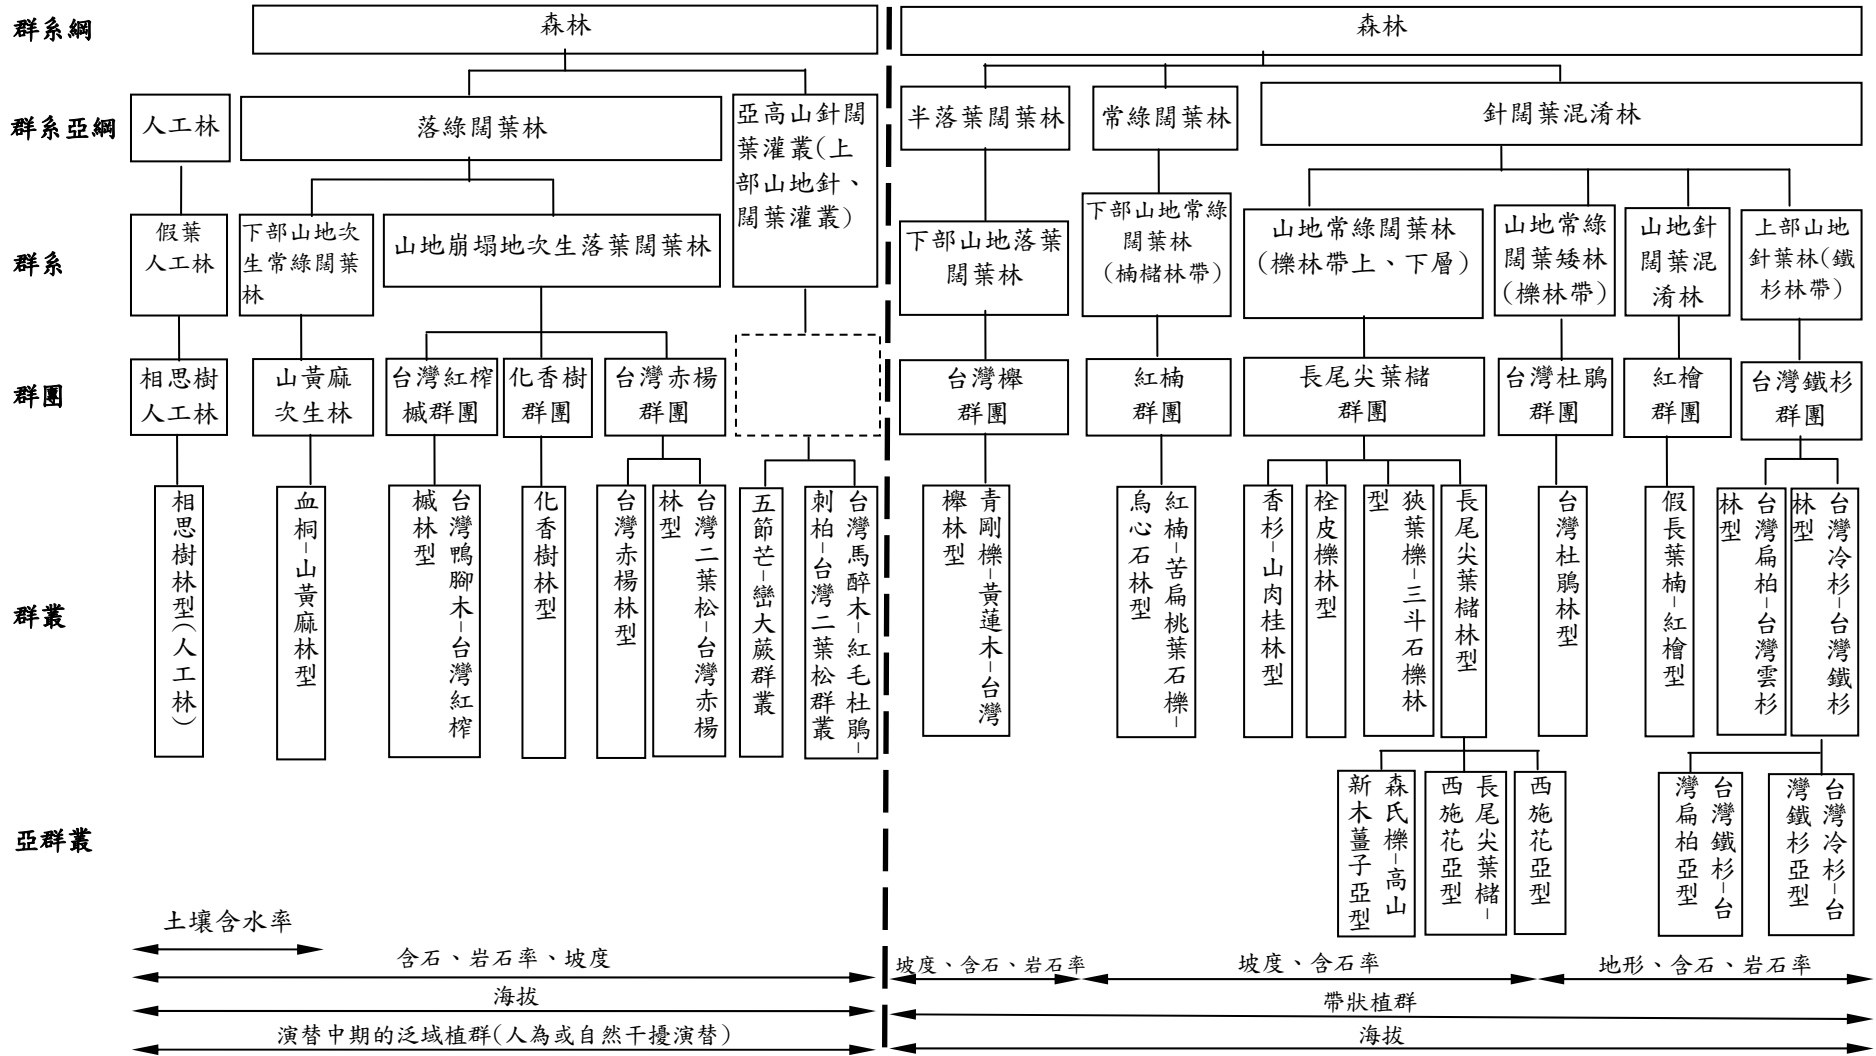 群系綱
森林
森林
群系亞綱
人工林
落綠闊葉林
亞高山針闊
葉灌叢(上
部山地針、
闊葉灌叢)
半落葉闊葉林
常綠闊葉林
針闊葉混淆林
群系
假葉
人工林
下部山地次
生常綠闊葉
林
山地崩塌地次生落葉闊葉林
下部山地落葉
闊葉林
下部山地常綠
闊葉林
(楠櫧林帶)
山地常綠闊葉林
(櫟林帶上、下層)
山地常綠
闊葉矮林
(櫟林帶)
山地針
闊葉混
淆林
上部山地
針葉林(鐵
杉林帶)
群團
相思樹
人工林
山黃麻
次生林
台灣紅榨
槭群團
化香樹
群團
台灣赤楊
群團
台灣櫸
群團
紅楠
群團
長尾尖葉櫧
群團
台灣杜鵑
群團
紅檜
群團
台灣鐵杉
群團
群叢
相思樹林型(人工林)
血桐-山黃麻林型
台灣鴨腳木-台灣紅榨
槭林型
化香樹林型
台灣赤楊林型
台灣二葉松-台灣赤楊
林型
五節芒-巒大蕨群叢
台灣馬醉木-紅毛杜鵑-
刺柏-台灣二葉松群叢
青剛櫟-黃蓮木-台灣
櫸林型
紅楠-苦扁桃葉石櫟-
烏心石林型
香杉-山肉桂林型
栓皮櫟林型
狹葉櫟-三斗石櫟林
型
長尾尖葉櫧林型
台灣杜鵑林型
假長葉楠-紅檜型
台灣扁柏-台灣雲杉
林型
台灣冷杉-台灣鐵杉
林型
亞群叢
森氏櫟-高山
新木薑子亞型
長尾尖葉櫧-
西施花亞型
西施花亞型
台灣鐵杉-台
灣扁柏亞型
台灣冷杉-台
灣鐵杉亞型
土壤含水率
含石、岩石率、坡度
海拔
演替中期的泛域植群(人為或自然干擾演替)
坡度、含石、岩石率
坡度、含石率
地形、含石、岩石率
帶狀植群
海拔